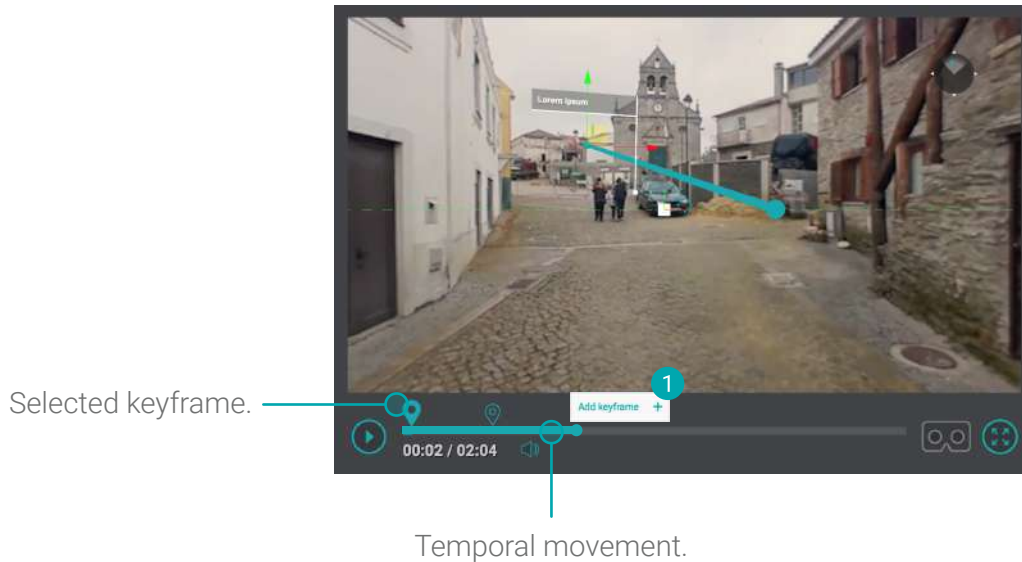 Lorem Ipsum
Selected keyframe.
Add keyframe +
1
00:02 / 02:04
Temporal movement.